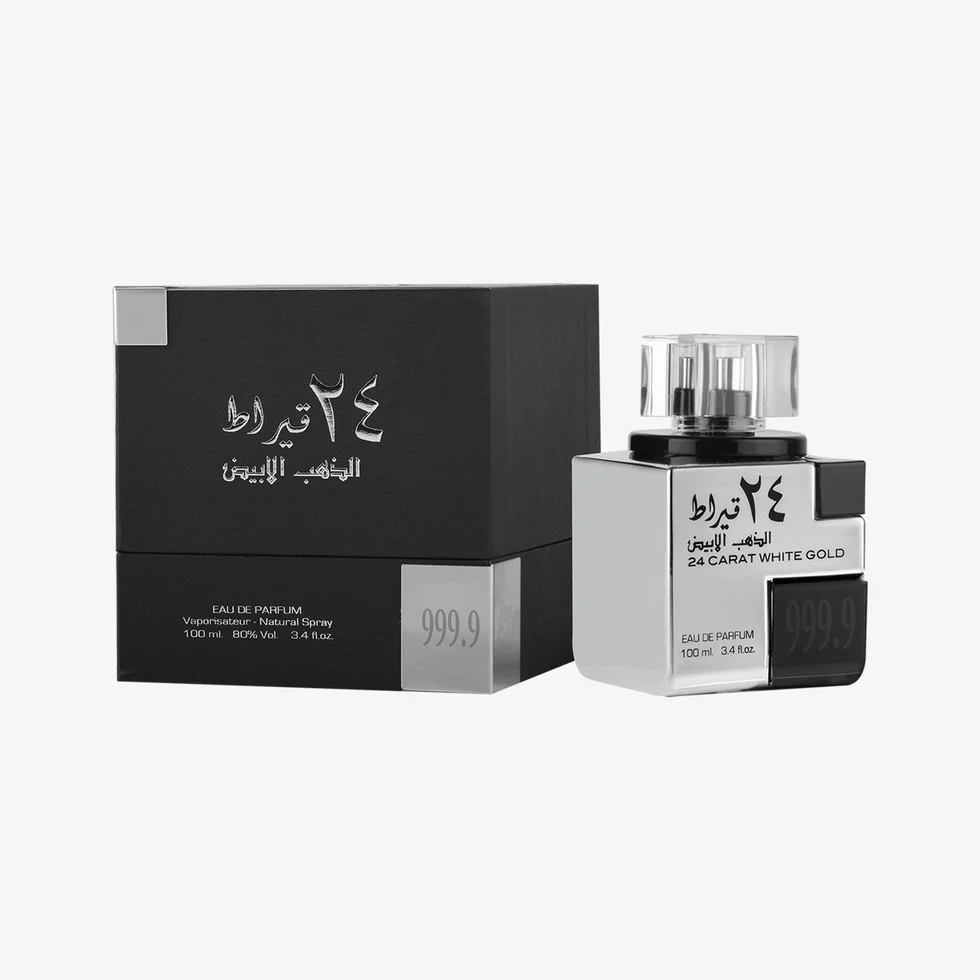 ٢٤ قيراط
الذهب الابيض
EAU DE PARFUM
Vaporisateur - Natural Spray
100 ml. 80% Vol. 3.4 fl.oz.
999.9
٢٤ قيراط
الذهب الابيض
24 CARAT WHITE GOLD
EAU DE PARFUM
100 ml. 3.4 fl.oz.
999.9